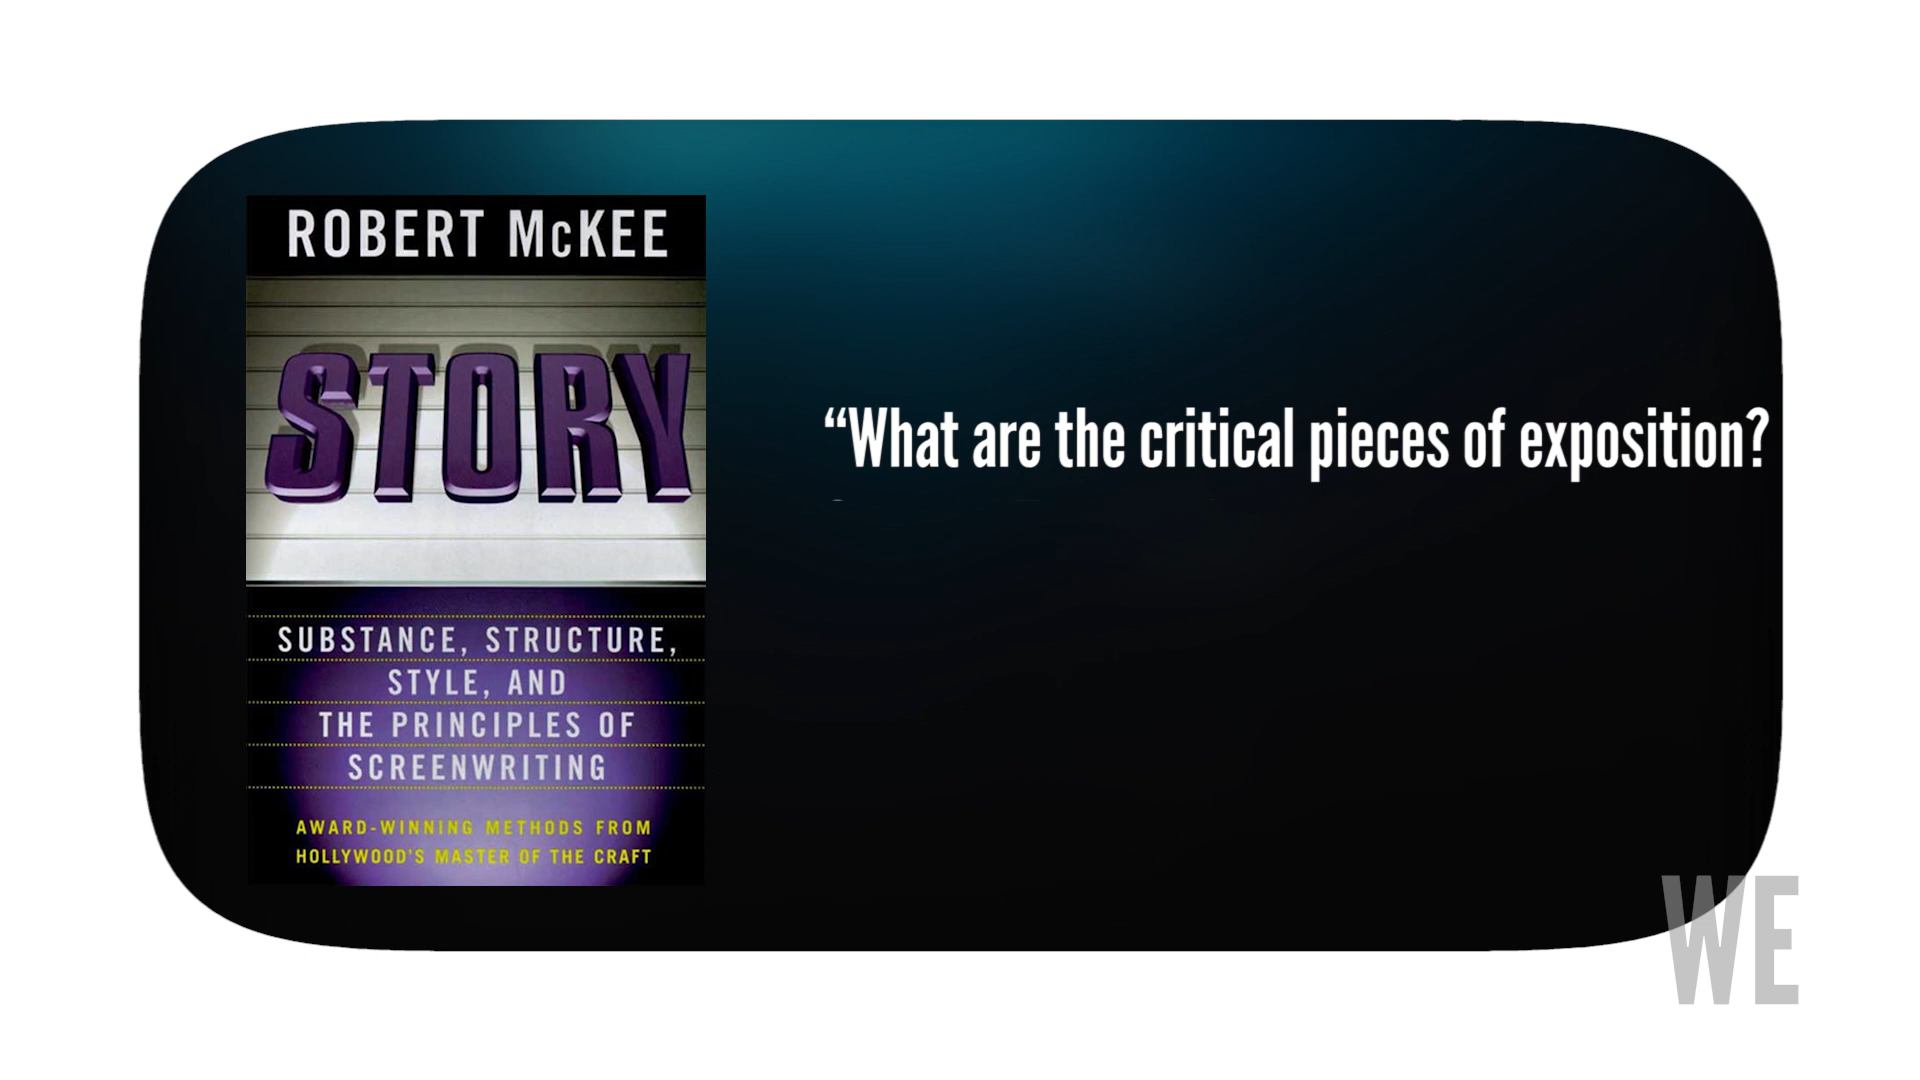 ROBERT McKEE
STORY
SUBSTANCE, STRUCTURE,
STYLE, AND
THE PRINCIPLES OF
SCREENWRITING
AWARD-WINNING METHODS FROM
HOLLYWOOD'S MASTER OF THE CRAFT
“What are the critical pieces of exposition?
WE